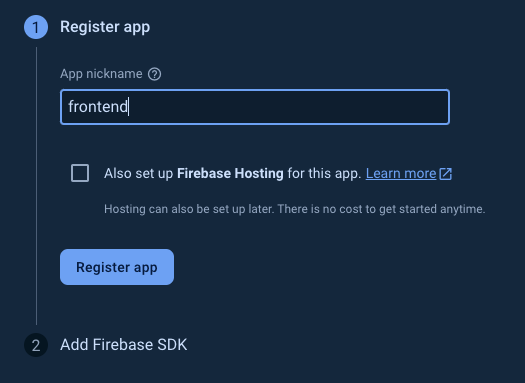 1 Register app
App nickname ?
frontend
Also set up Firebase Hosting for this app. Learn more
Hosting can also be set up later. There is no cost to get started anytime.
Register app
2 Add Firebase SDK